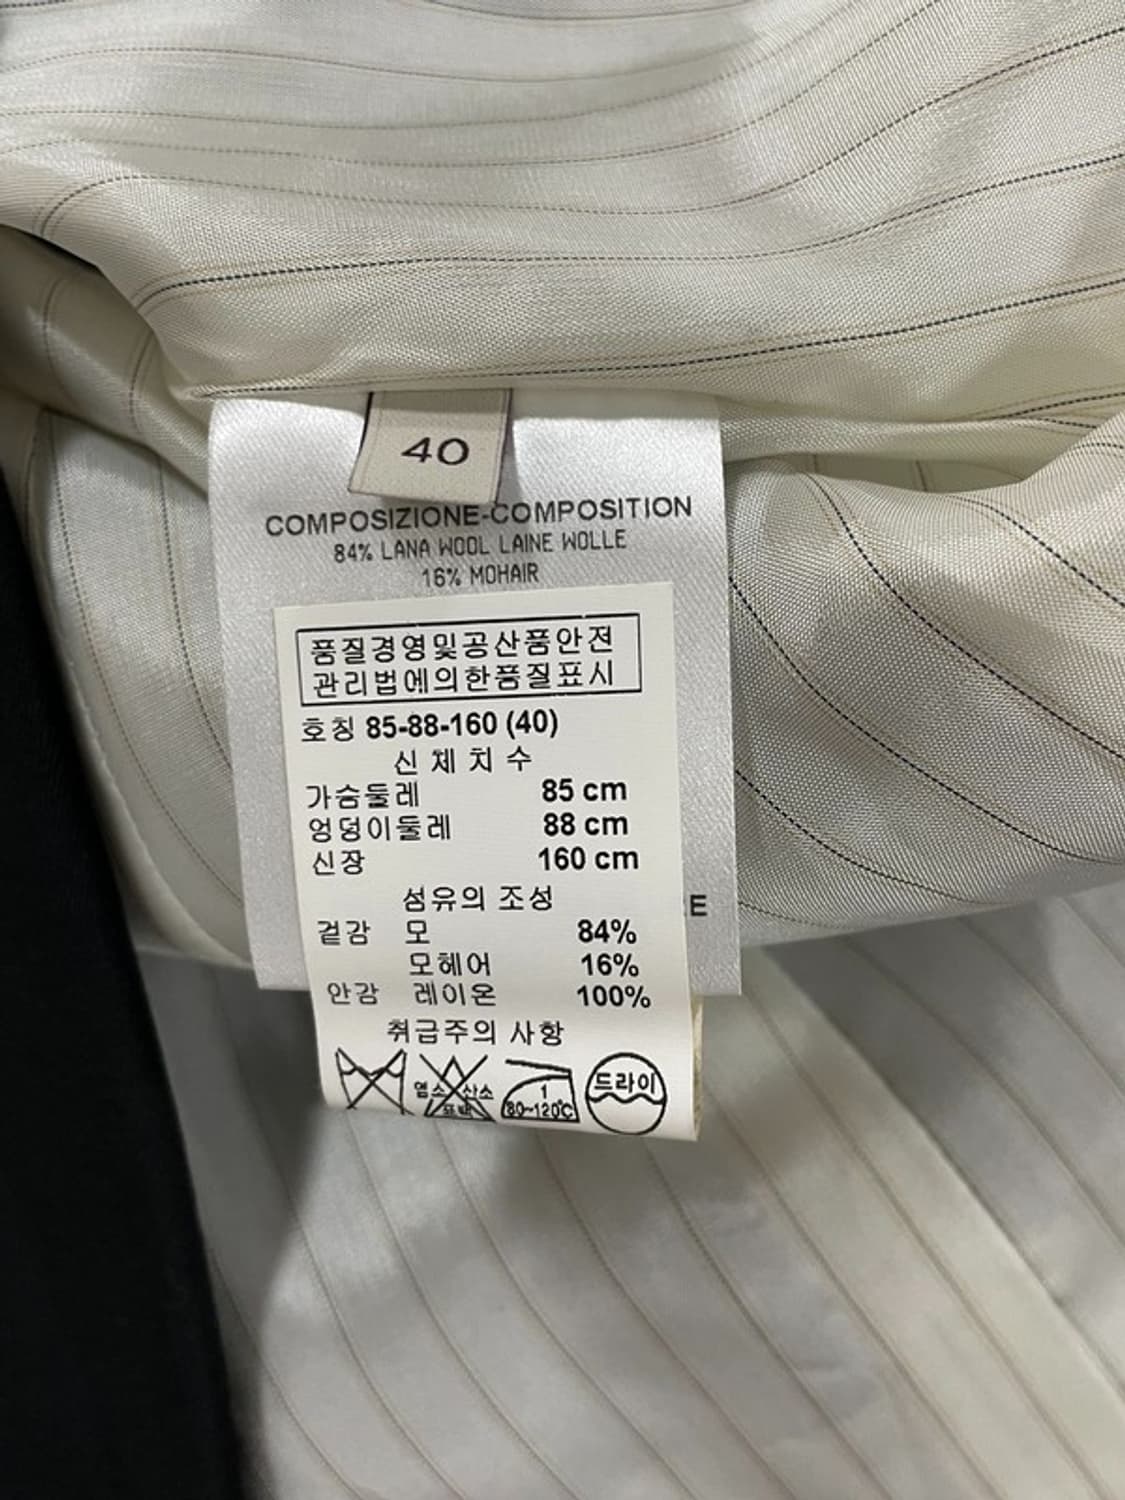 40
COMPOSIZIONE-COMPOSITION
84% LANA WOOL LAINE WOLLE
16% MOHAIR
품질경영및공산품안전
관리법에의한품질표시
호칭 85-88-160 (40)
신체치수
가슴둘레 85 cm
엉덩이둘레 88 cm
신장 160 cm
섬유의 조성
겉감 모 84%
모헤어 16%
안감 레이온 100%
취급주의 사항
염소 산소 표백
1
80~120℃
드라이